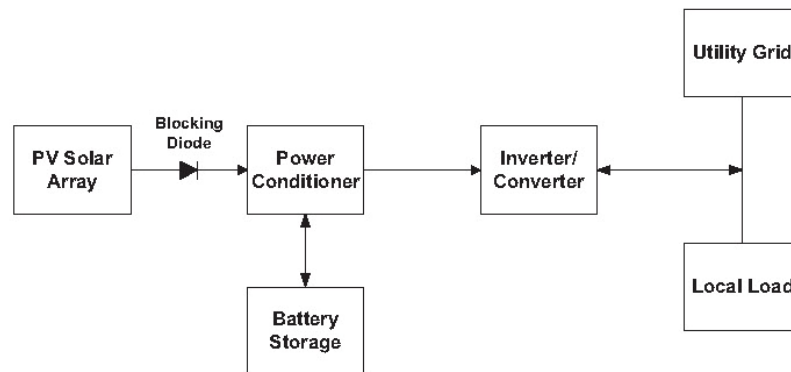 Utility Grid
Blocking
Diode
PV Solar
Array
Power
Conditioner
Inverter/
Converter
Local Load
Battery
Storage